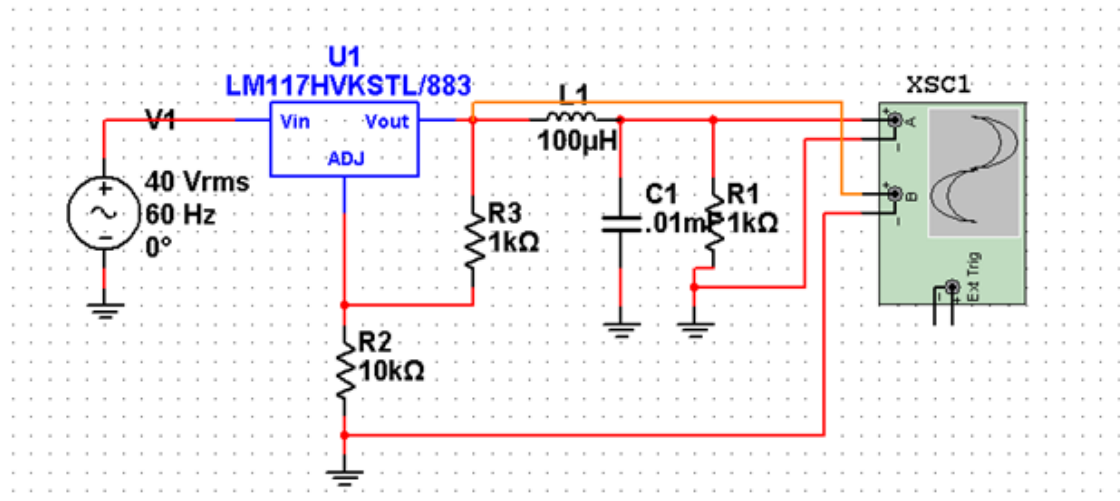 U1
LM117HVKSTL/883
V1
Vin
Vout
ADJ
L1
100µH
XSC1
A
B
Ext Trig
40 Vrms
60 Hz
0°
R3
1kΩ
C1
.01mF
R1
1kΩ
R2
10kΩ